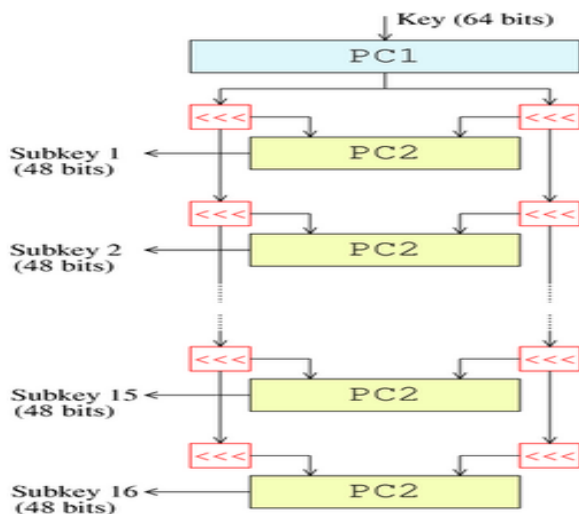 Key (64 bits)
PC1
<<< <<<
Subkey 1
(48 bits)
PC2
<<< <<<
Subkey 2
(48 bits)
PC2
<<< <<<
Subkey 15
(48 bits)
PC2
<<< <<<
Subkey 16
(48 bits)
PC2